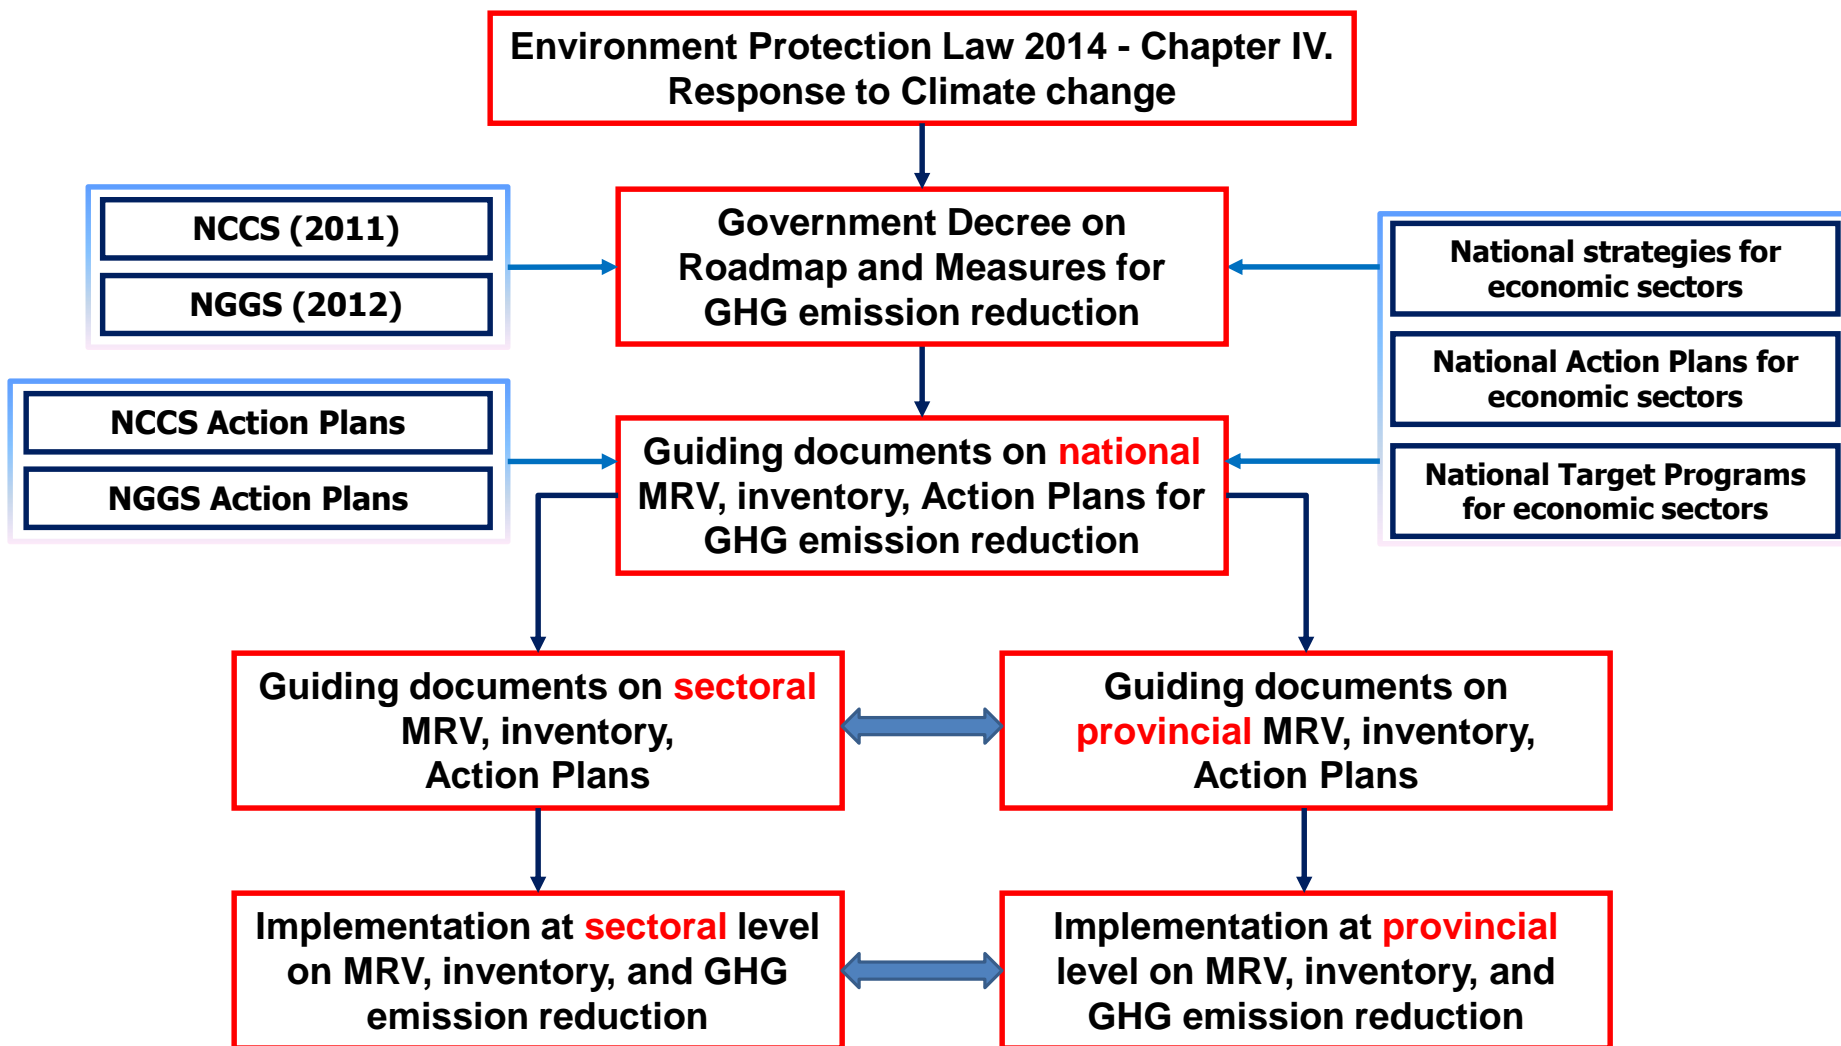 Environment Protection Law 2014 - Chapter IV.
Response to Climate change
NCCS (2011)
NGGS (2012)
Government Decree on
Roadmap and Measures for
GHG emission reduction
National strategies for
economic sectors
National Action Plans for
economic sectors
National Target Programs
for economic sectors
NCCS Action Plans
NGGS Action Plans
Guiding documents on national
MRV, inventory, Action Plans for
GHG emission reduction
Guiding documents on sectoral
MRV, inventory,
Action Plans
Guiding documents on
provincial MRV, inventory,
Action Plans
Implementation at sectoral level
on MRV, inventory, and GHG
emission reduction
Implementation at provincial
level on MRV, inventory, and
GHG emission reduction